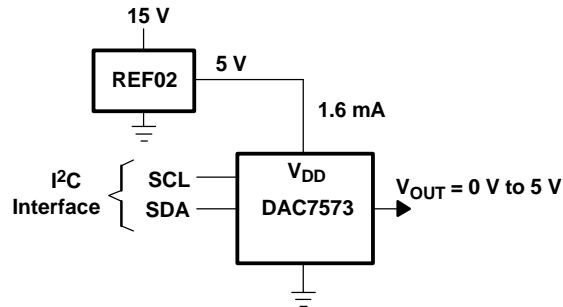 15 V
REF02
5 V
1.6 mA
I²C
Interface
SCL
SDA
VDD
DAC7573
VOUT = 0 V to 5 V